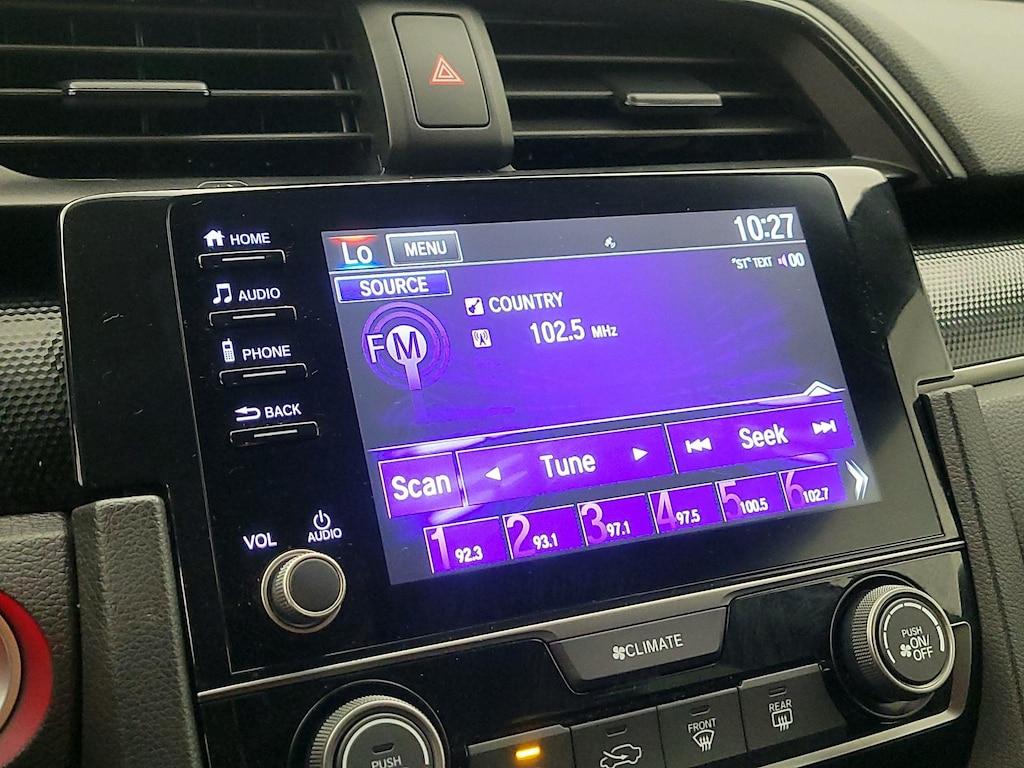 HOME
AUDIO
PHONE
BACK
VOL
AUDIO
Lo
MENU
10:27
SOURCE
"ST" TEXT 00
FM
COUNTRY
102.5 MHz
Scan
Tune
Seek
1 92.3
2 93.1
3 97.1
4 97.5
5 100.5
6 102.7
CLIMATE
PUSH
ON/
OFF
FRONT
REAR
PUSH